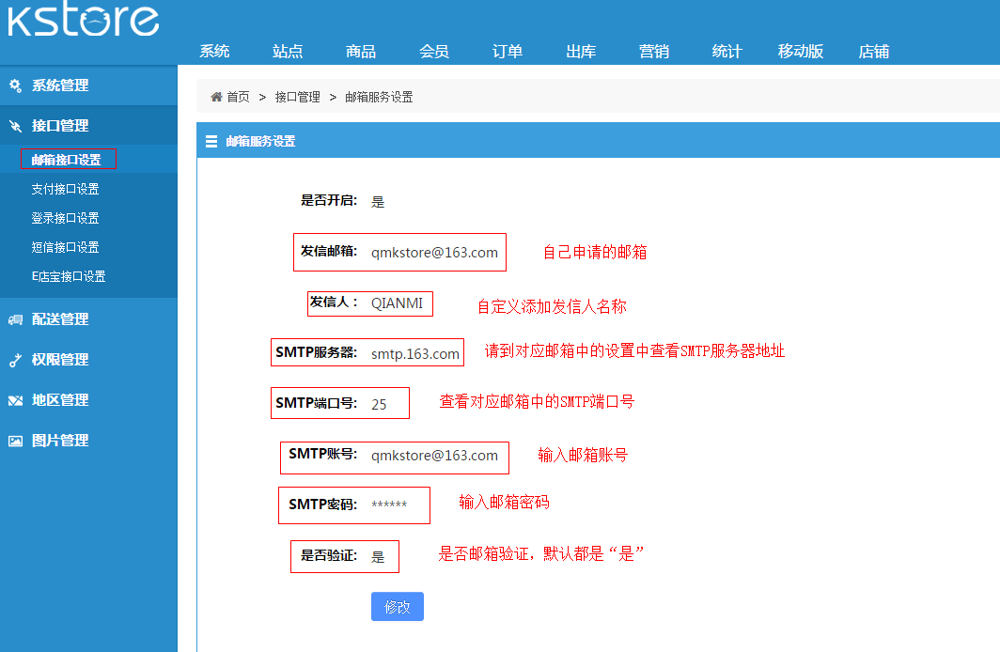 kstore
系统 站点 商品 会员 订单 出库 营销 统计 移动版 店铺
系统管理
接口管理
邮箱接口设置
支付接口设置
登录接口设置
短信接口设置
E店宝接口设置
配送管理
权限管理
地区管理
图片管理
首页 > 接口管理 > 邮箱服务设置
邮箱服务设置
是否开启: 是
发信邮箱: qmkstore@163.com 自己申请的邮箱
发信人： QIANMI 自定义添加发信人名称
SMTP服务器: smtp.163.com 请到对应邮箱中的设置中查看SMTP服务器地址
SMTP端口号: 25 查看对应邮箱中的SMTP端口号
SMTP账号: qmkstore@163.com 输入邮箱账号
SMTP密码: ****** 输入邮箱密码
是否验证: 是 是否邮箱验证，默认都是“是”
修改